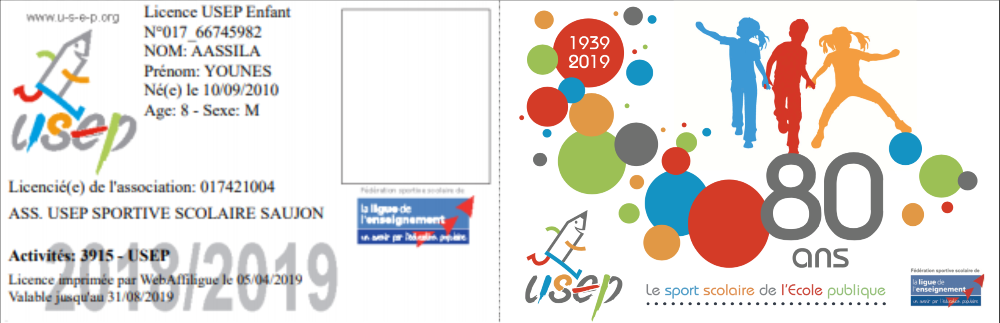 www.u-s-e-p.org
usep
Licence USEP Enfant
N°017_66745982
NOM: AASSILA
Prénom: YOUNES
Né(e) le 10/09/2010
Age: 8 - Sexe: M
Licencié(e) de l'association: 017421004
ASS. USEP SPORTIVE SCOLAIRE SAUJON
2018/2019
Activités: 3915 - USEP
Licence imprimée par WebAffiligue le 05/04/2019
Valable jusqu'au 31/08/2019
Fédération sportive scolaire de
la ligue de
l'enseignement
un avenir par l'éducation populaire
1939
2019
80
ans
usep
Le sport scolaire de l'Ecole publique
Fédération sportive scolaire de
la ligue de
l'enseignement
un avenir par l'éducation populaire